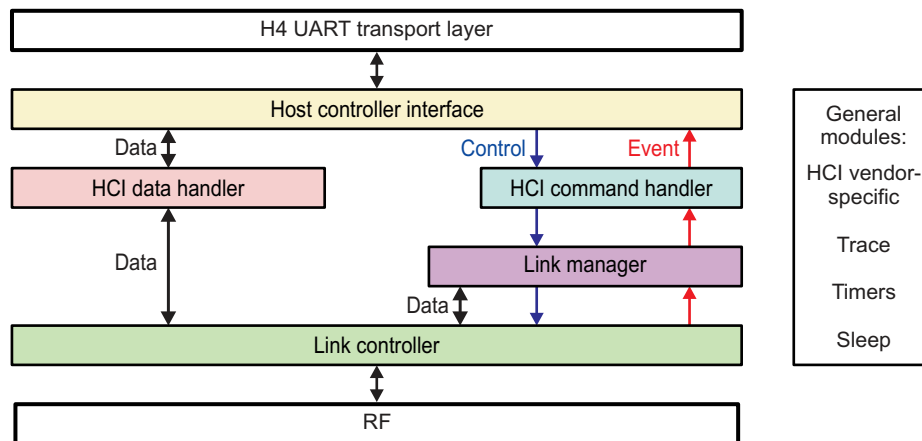 H4 UART transport layer
Host controller interface
Data
Control
Event
HCI data handler
HCI command handler
Data
Link manager
Data
Link controller
RF
General
modules:
HCI vendor-
specific
Trace
Timers
Sleep